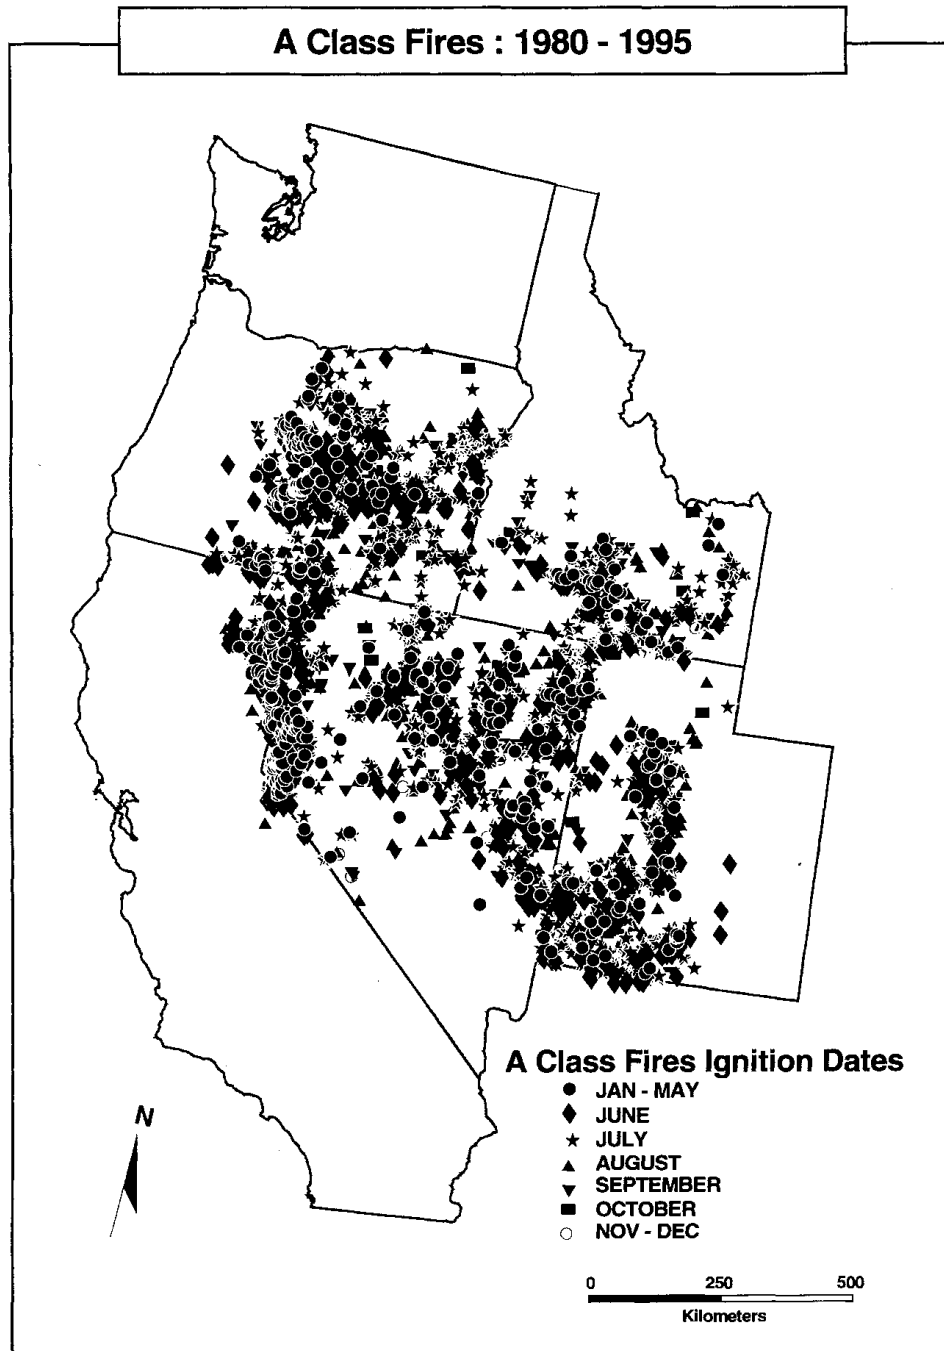 A Class Fires : 1980 - 1995
A Class Fires Ignition Dates
JAN - MAY
JUNE
JULY
AUGUST
SEPTEMBER
OCTOBER
NOV - DEC
N
0 250 500
Kilometers